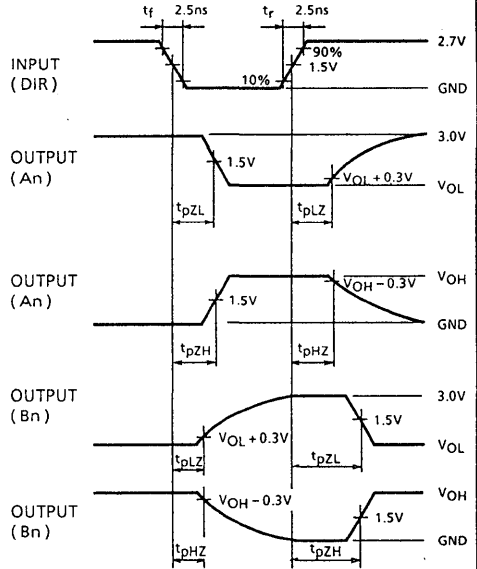 tf 2.5ns tr 2.5ns
2.7V
INPUT
(DIR)
90%
1.5V
10%
GND
3.0V
OUTPUT
(An)
1.5V
VOL+0.3V
VOL
tpZL
tpLZ
OUTPUT
(An)
VOH
VOH−0.3V
1.5V
GND
tpZH
tpHZ
OUTPUT
(Bn)
3.0V
1.5V
VOL+0.3V
VOL
tpLZ
tpZL
OUTPUT
(Bn)
VOH
VOH−0.3V
1.5V
GND
tpHZ
tpZH